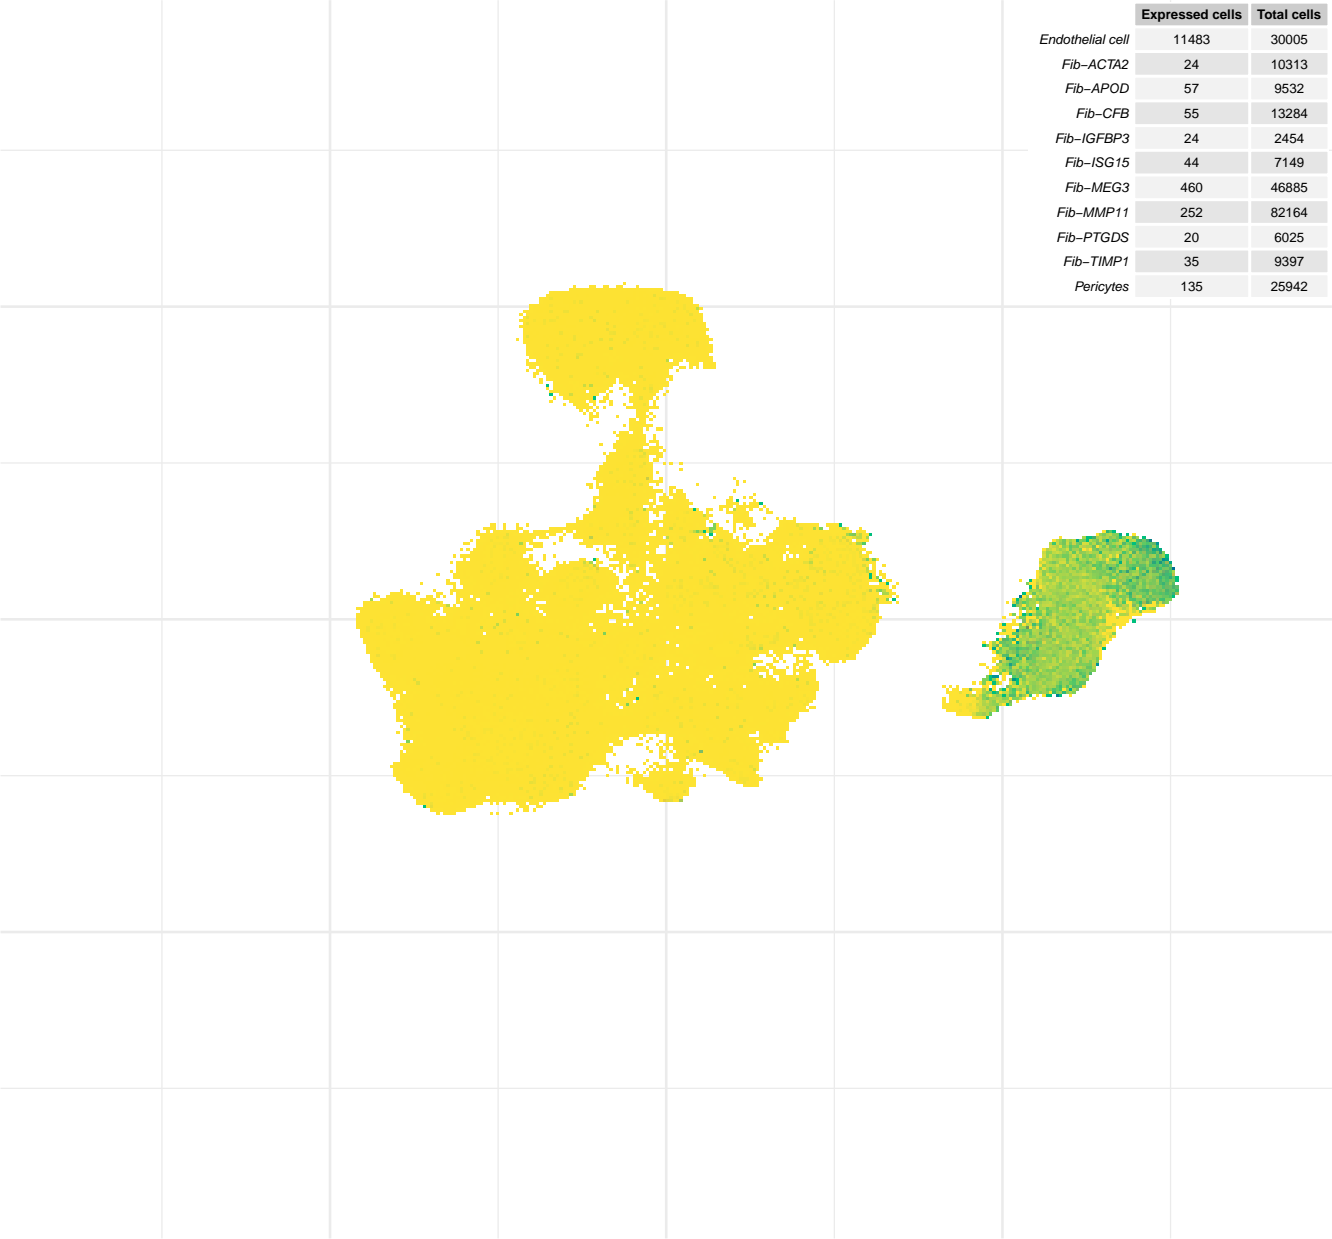 Expressed cells Total cells
Endothelial cell 11483 30005
Fib−ACTA2 24 10313
Fib−APOD 57 9532
Fib−CFB 55 13284
Fib−IGFBP3 24 2454
Fib−ISG15 44 7149
Fib−MEG3 460 46885
Fib−MMP11 252 82164
Fib−PTGDS 20 6025
Fib−TIMP1 35 9397
Pericytes 135 25942